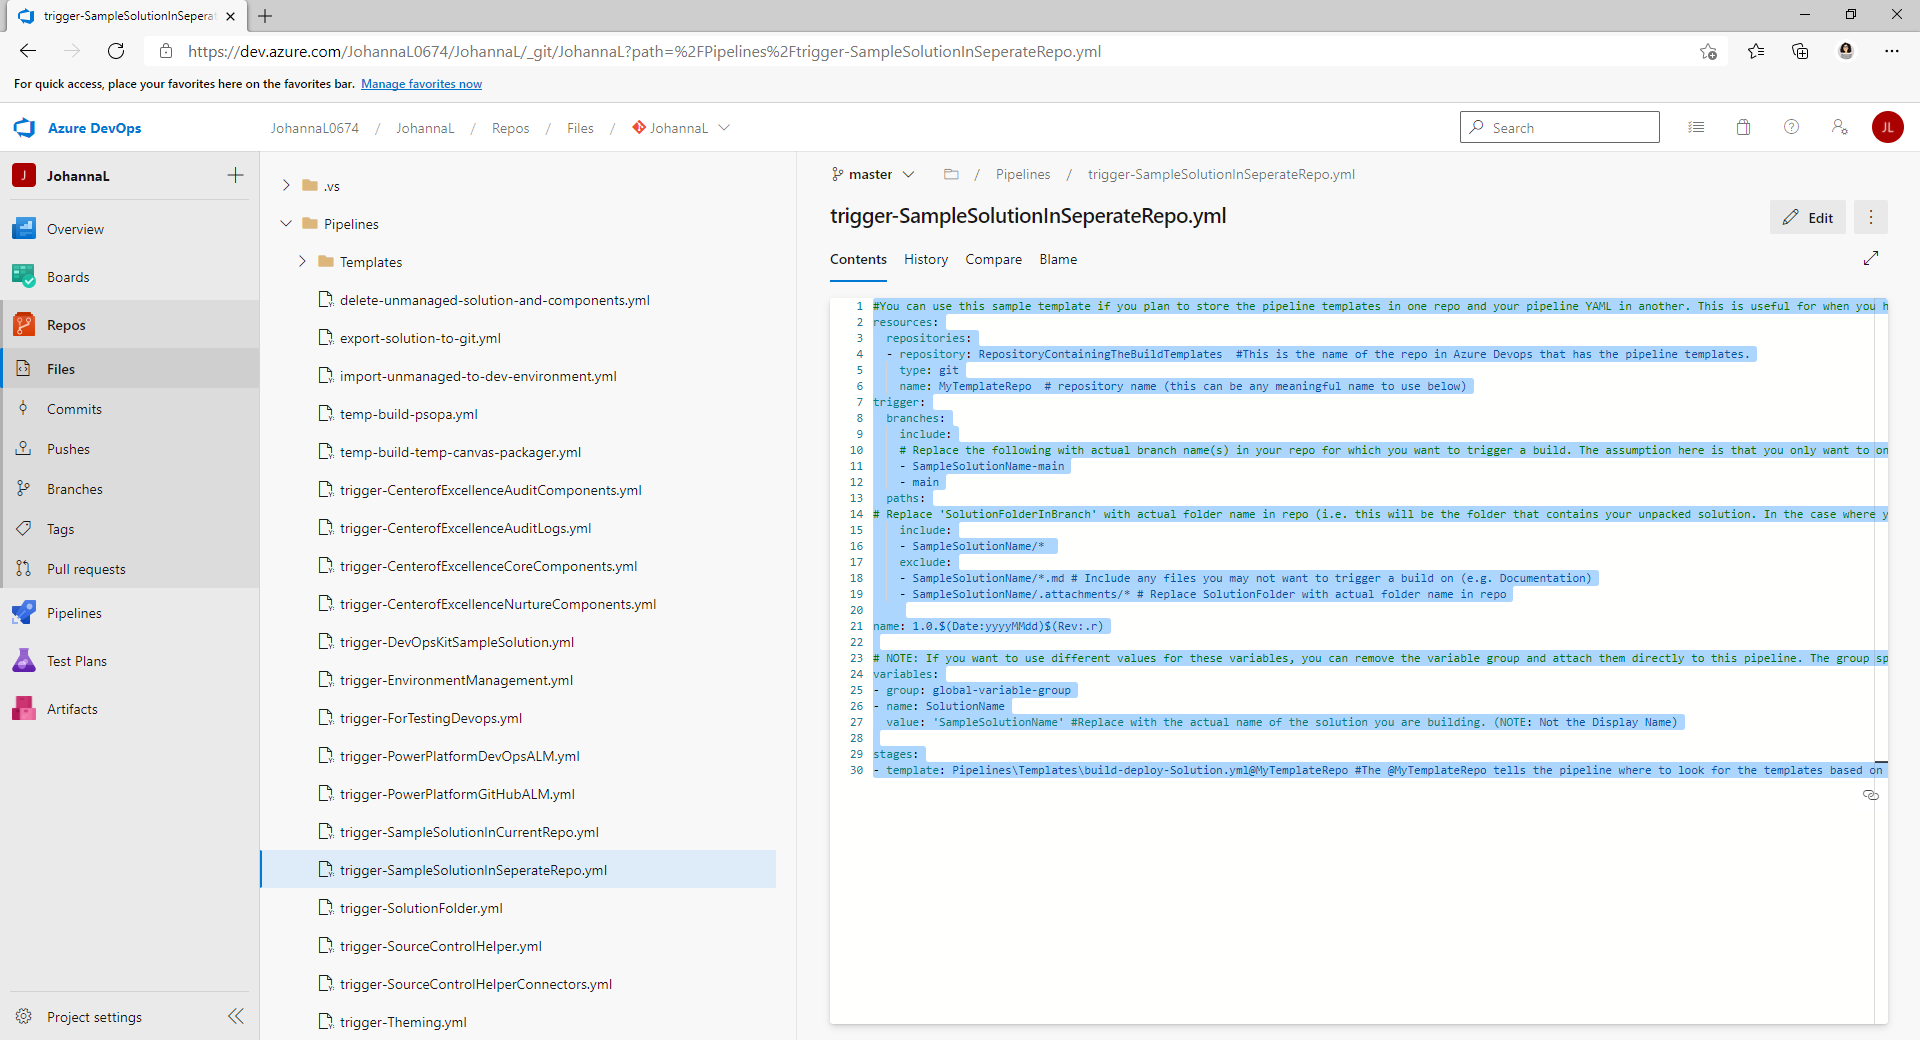 trigger-SampleSolutionInSepera
https://dev.azure.com/JohannaL0674/JohannaL/_git/JohannaL?path=%2FPipelines%2Ftrigger-SampleSolutionInSeperateRepo.yml
For quick access, place your favorites here on the favorites bar. Manage favorites now
Azure DevOps
JohannaL0674 / JohannaL / Repos / Files / JohannaL
Search
JL
J JohannaL
Overview
Boards
Repos
Files
Commits
Pushes
Branches
Tags
Pull requests
Pipelines
Test Plans
Artifacts
Project settings
.vs
Pipelines
Templates
delete-unmanaged-solution-and-components.yml
export-solution-to-git.yml
import-unmanaged-to-dev-environment.yml
temp-build-psopa.yml
temp-build-temp-canvas-packager.yml
trigger-CenterofExcellenceAuditComponents.yml
trigger-CenterofExcellenceAuditLogs.yml
trigger-CenterofExcellenceCoreComponents.yml
trigger-CenterofExcellenceNurtureComponents.yml
trigger-DevOpsKitSampleSolution.yml
trigger-EnvironmentManagement.yml
trigger-ForTestingDevops.yml
trigger-PowerPlatformDevOpsALM.yml
trigger-PowerPlatformGitHubALM.yml
trigger-SampleSolutionInCurrentRepo.yml
trigger-SampleSolutionInSeperateRepo.yml
trigger-SolutionFolder.yml
trigger-SourceControlHelper.yml
trigger-SourceControlHelperConnectors.yml
trigger-Theming.yml
master / Pipelines / trigger-SampleSolutionInSeperateRepo.yml
trigger-SampleSolutionInSeperateRepo.yml
Edit
Contents History Compare Blame
1 #You can use this sample template if you plan to store the pipeline templates in one repo and your pipeline YAML in another. This is useful for when you h
2 resources:
3 repositories:
4 - repository: RepositoryContainingTheBuildTemplates #This is the name of the repo in Azure Devops that has the pipeline templates.
5 type: git
6 name: MyTemplateRepo # repository name (this can be any meaningful name to use below)
7 trigger:
8 branches:
9 include:
10 # Replace the following with actual branch name(s) in your repo for which you want to trigger a build. The assumption here is that you only want to on
11 - SampleSolutionName-main
12 - main
13 paths:
14 # Replace 'SolutionFolderInBranch' with actual folder name in repo (i.e. this will be the folder that contains your unpacked solution. In the case where y
15 include:
16 - SampleSolutionName/*
17 exclude:
18 - SampleSolutionName/*.md # Include any files you may not want to trigger a build on (e.g. Documentation)
19 - SampleSolutionName/.attachments/* # Replace SolutionFolder with actual folder name in repo
20
21 name: 1.0.$(Date:yyyyMMdd)$(Rev:.r)
22
23 # NOTE: If you want to use different values for these variables, you can remove the variable group and attach them directly to this pipeline. The group sp
24 variables:
25 - group: global-variable-group
26 - name: SolutionName
27 value: 'SampleSolutionName' #Replace with the actual name of the solution you are building. (NOTE: Not the Display Name)
28
29 stages:
30 - template: Pipelines\Templates\build-deploy-Solution.yml@MyTemplateRepo #The @MyTemplateRepo tells the pipeline where to look for the templates based on